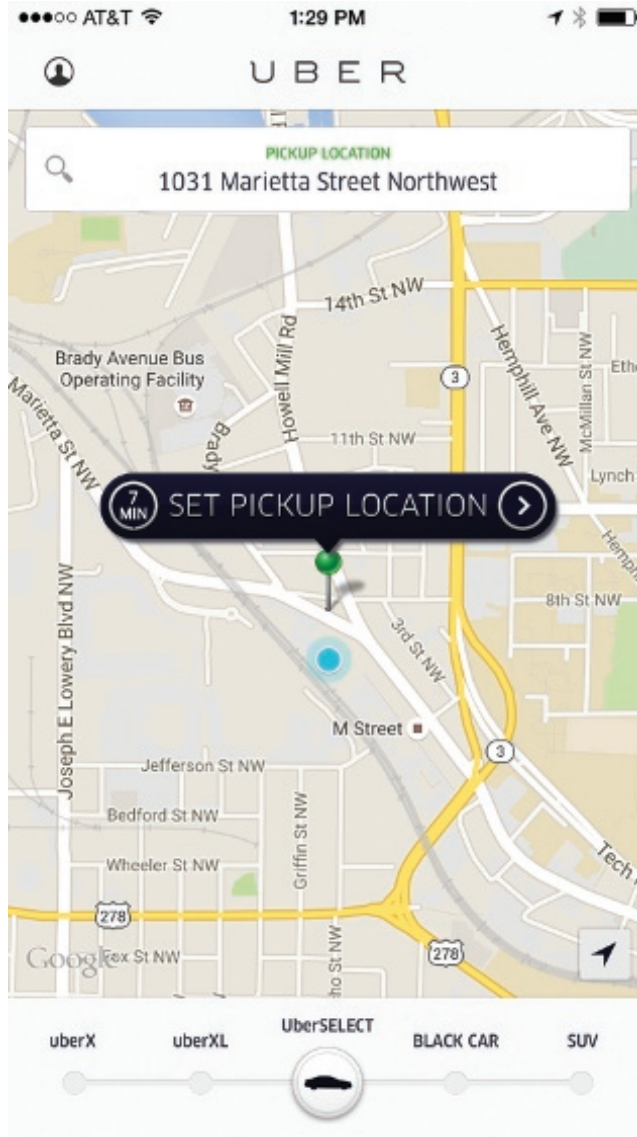 AT&T
1:29 PM
UBER
PICKUP LOCATION
1031 Marietta Street Northwest
14th St NW
Howell Mill Rd
Hemphill Ave NW
McMillan St NW
Brady Avenue Bus
Operating Facility
3
Marietta St NW
Brady
11th St NW
Lynch
7
MIN
SET PICKUP LOCATION
8th St NW
3rd St NW
Joseph E Lowery Blvd NW
M Street
3
Jefferson St NW
Bedford St NW
Griffin St NW
Wheeler St NW
Tech
278
278
Google
St NW
St NW
uberX
uberXL
UberSELECT
BLACK CAR
SUV